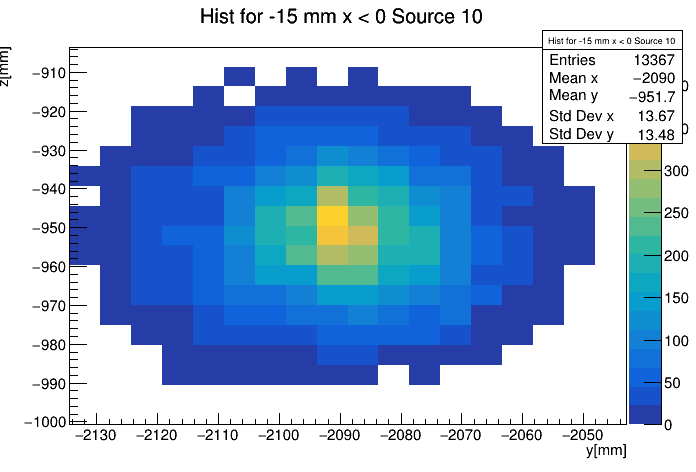 Hist for -15 mm x < 0 Source 10
Hist for -15 mm x < 0 Source 10
Entries 13367
Mean x −2090
Mean y −951.7
Std Dev x 13.67
Std Dev y 13.48
z[mm]
−910
−920
−930
−940
−950
−960
−970
−980
−990
−1000
−2130 −2120 −2110 −2100 −2090 −2080 −2070 −2060 −2050
y[mm]
300
250
200
150
100
50
0